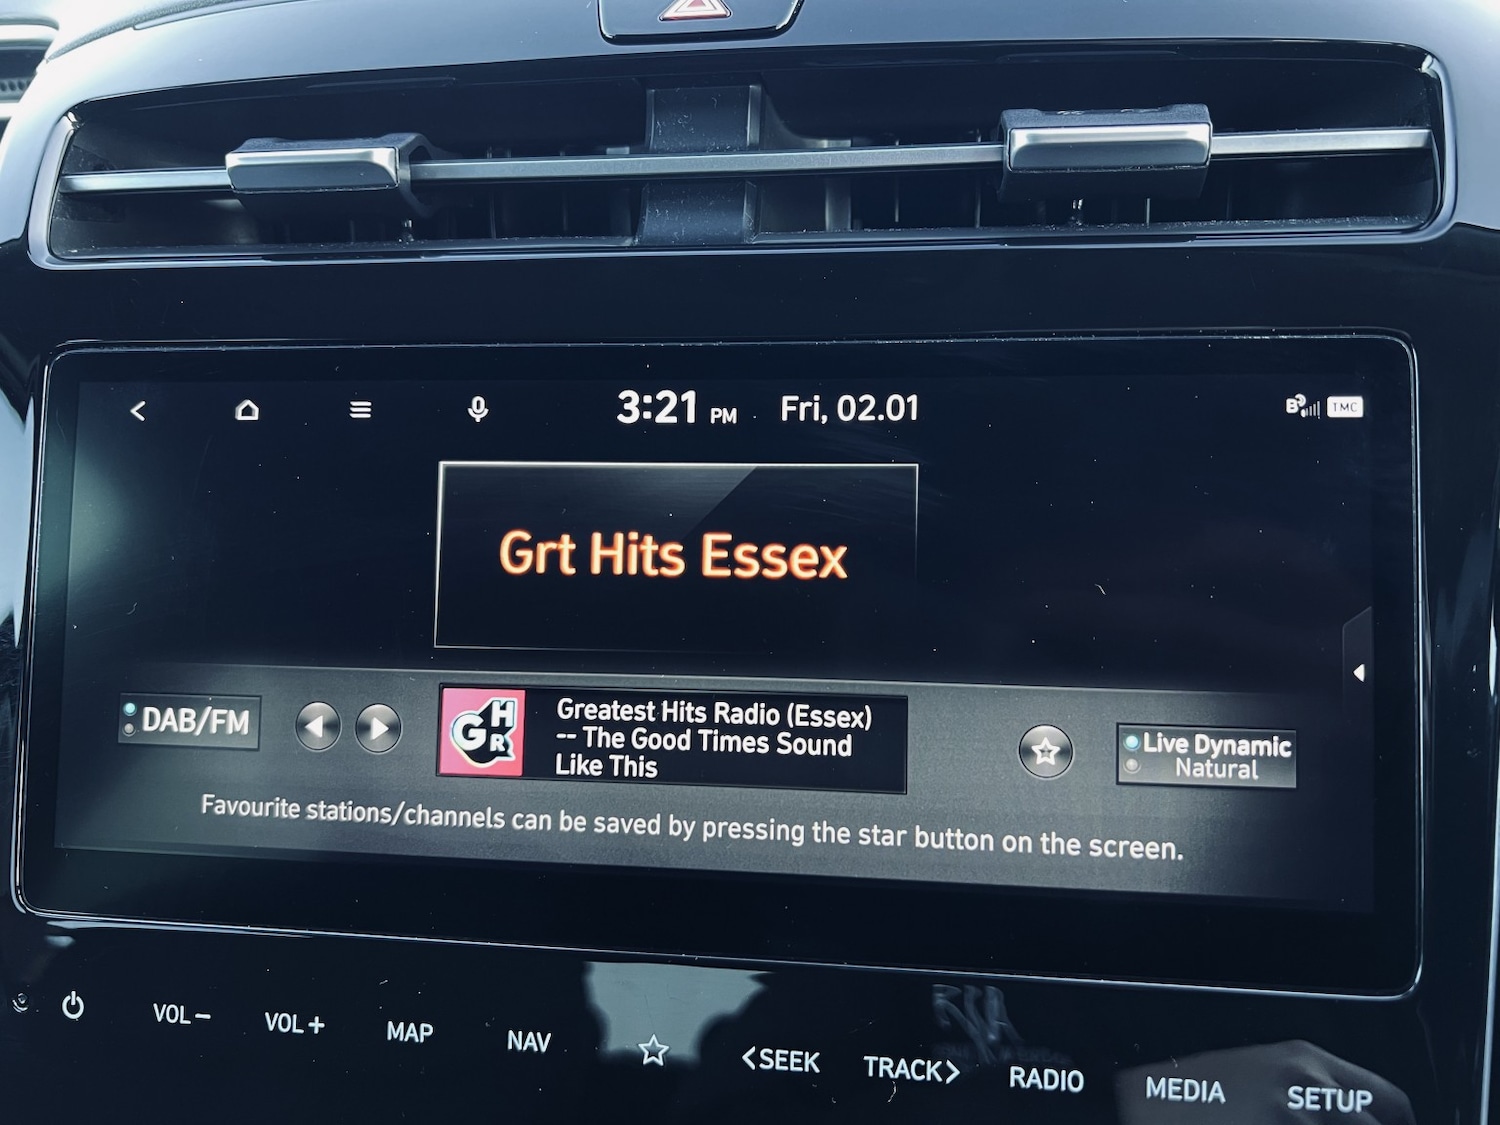 3:21 PM Fri, 02.01
TMC
Grt Hits Essex
DAB/FM
GHR
Greatest Hits Radio (Essex)
-- The Good Times Sound
Like This
Live Dynamic
Natural
Favourite stations/channels can be saved by pressing the star button on the screen.
VOL− VOL+ MAP NAV <SEEK TRACK> RADIO MEDIA SETUP